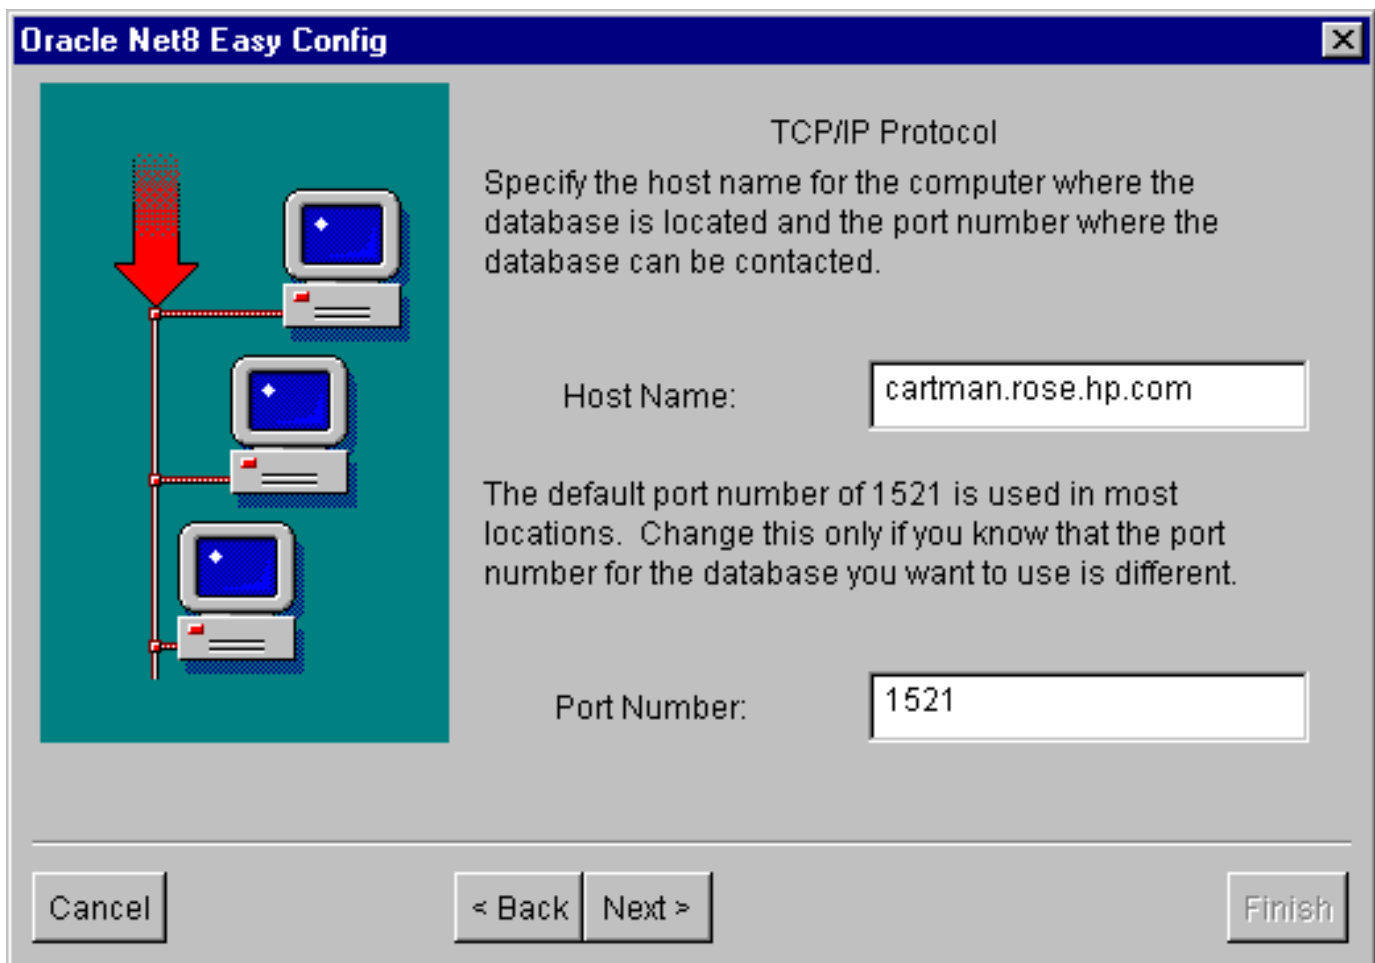 Oracle Net8 Easy Config
TCP/IP Protocol
Specify the host name for the computer where the
database is located and the port number where the
database can be contacted.
Host Name:
cartman.rose.hp.com
The default port number of 1521 is used in most
locations.  Change this only if you know that the port
number for the database you want to use is different.
Port Number:
1521
Cancel
< Back
Next >
Finish